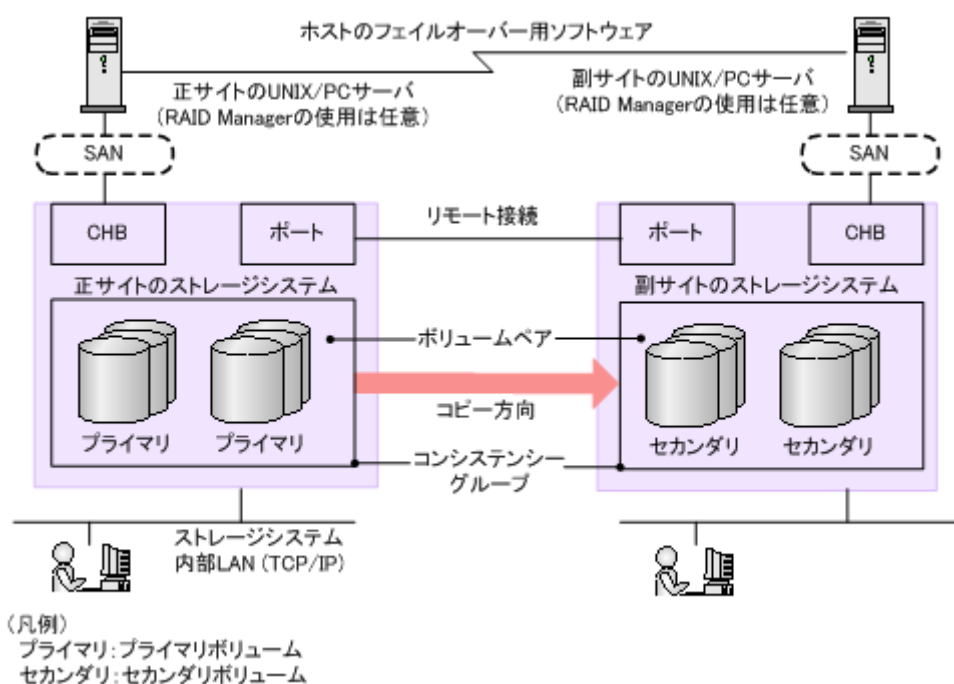 ホストのフェイルオーバー用ソフトウェア
正サイトのUNIX/PCサーバ
(RAID Managerの使用は任意)
副サイトのUNIX/PCサーバ
(RAID Managerの使用は任意)
SAN
SAN
CHB
ポート
リモート接続
ポート
CHB
正サイトのストレージシステム
副サイトのストレージシステム
ボリュームペア
コピー方向
プライマリ
プライマリ
セカンダリ
セカンダリ
コンシステンシー
グループ
ストレージシステム
内部LAN (TCP/IP)
(凡例)
プライマリ:プライマリボリューム
セカンダリ:セカンダリボリューム